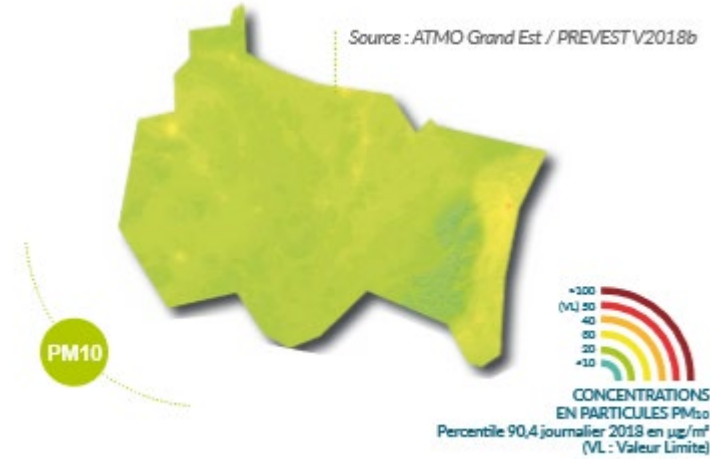 Source : ATMO Grand Est / PREVEST V2018b
PM10
>100
(VL) 50
40
30
20
<10
CONCENTRATIONS
EN PARTICULES PM10
Percentile 90,4 journalier 2018 en µg/m³
(VL : Valeur Limite)